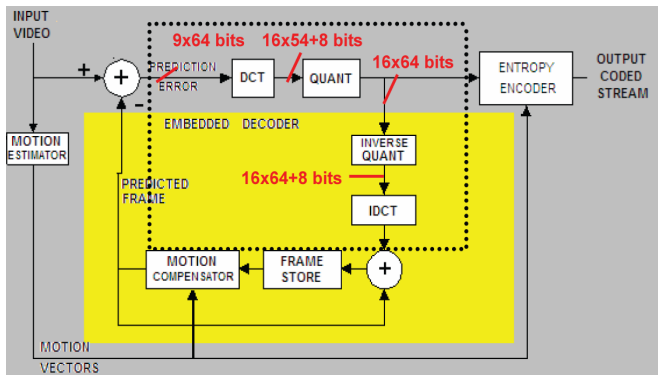 INPUT
VIDEO
9x64 bits
16x54+8 bits
16x64 bits
+
+
PREDICTION
ERROR
DCT
QUANT
ENTROPY
ENCODER
OUTPUT
CODED
STREAM
-
EMBEDDED DECODER
MOTION
ESTIMATOR
INVERSE
QUANT
PREDICTED
FRAME
16x64+8 bits
IDCT
MOTION
COMPENSATOR
FRAME
STORE
+
MOTION
VECTORS